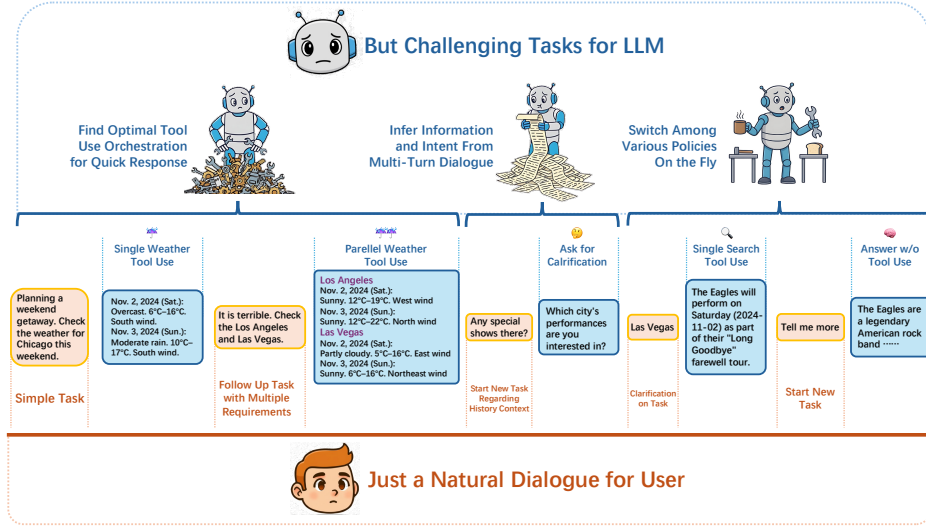 But Challenging Tasks for LLM
Find Optimal Tool
Use Orchestration
for Quick Response
Infer Information
and Intent From
Multi-Turn Dialogue
Switch Among
Various Policies
On the Fly
Single Weather
Tool Use
Parellel Weather
Tool Use
Ask for
Calrification
Single Search
Tool Use
Answer w/o
Tool Use
Planning a
weekend
getaway. Check
the weather for
Chicago this
weekend.
Nov. 2, 2024 (Sat.):
Overcast. 6°C–16°C.
South wind.
Nov. 3, 2024 (Sun.):
Moderate rain. 10°C–
17°C. South wind.
It is terrible. Check
the Los Angeles
and Las Vegas.
Los Angeles
Nov. 2, 2024 (Sat.):
Sunny. 12°C–19°C. West wind
Nov. 3, 2024 (Sun.):
Sunny. 12°C–22°C. North wind
Las Vegas
Nov. 2, 2024 (Sat.):
Partly cloudy. 5°C–16°C. East wind
Nov. 3, 2024 (Sun.):
Sunny. 6°C–16°C. Northeast wind
Any special
shows there?
Which city's
performances
are you
interested in?
Las Vegas
The Eagles will
perform on
Saturday (2024-
11-02) as part
of their "Long
Goodbye"
farewell tour.
Tell me more
The Eagles are
a legendary
American rock
band ······
Simple Task
Follow Up Task
with Multiple
Requirements
Start New Task
Regarding
History Context
Clarification
on Task
Start New
Task
Just a Natural Dialogue for User